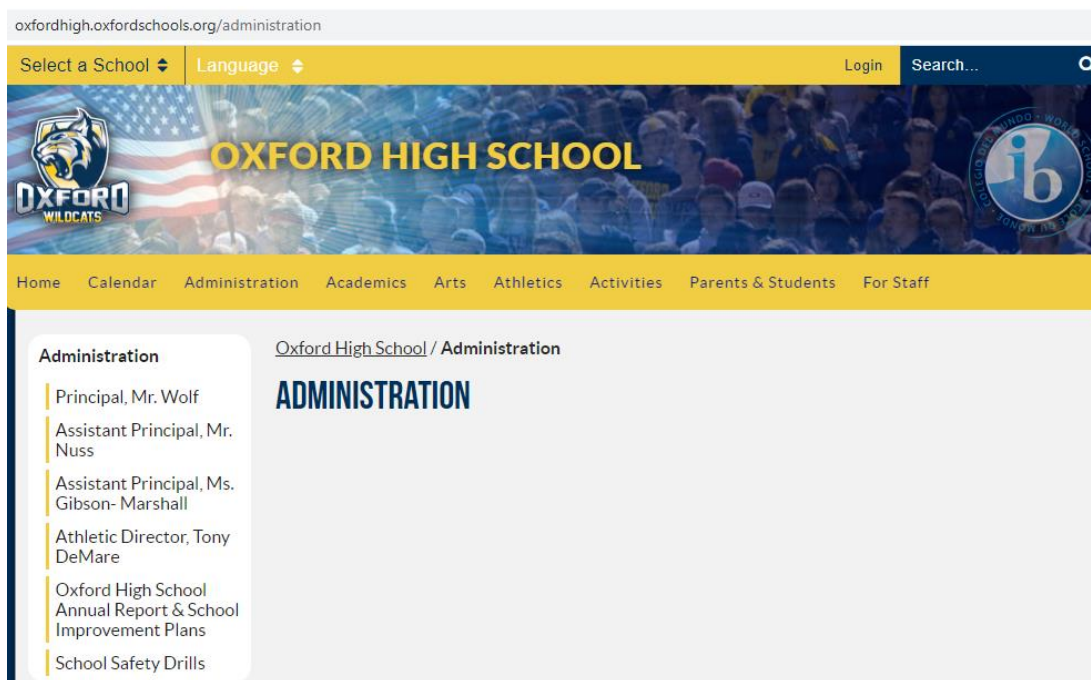 oxfordhigh.oxfordschools.org/administration
Select a School
Language
Login
Search...
OXFORD HIGH SCHOOL
OXFORD
WILDCATS
ib
Home Calendar Administration Academics Arts Athletics Activities Parents & Students For Staff
Administration
Principal, Mr. Wolf
Assistant Principal, Mr.
Nuss
Assistant Principal, Ms.
Gibson- Marshall
Athletic Director, Tony
DeMare
Oxford High School
Annual Report & School
Improvement Plans
School Safety Drills
Oxford High School / Administration
ADMINISTRATION